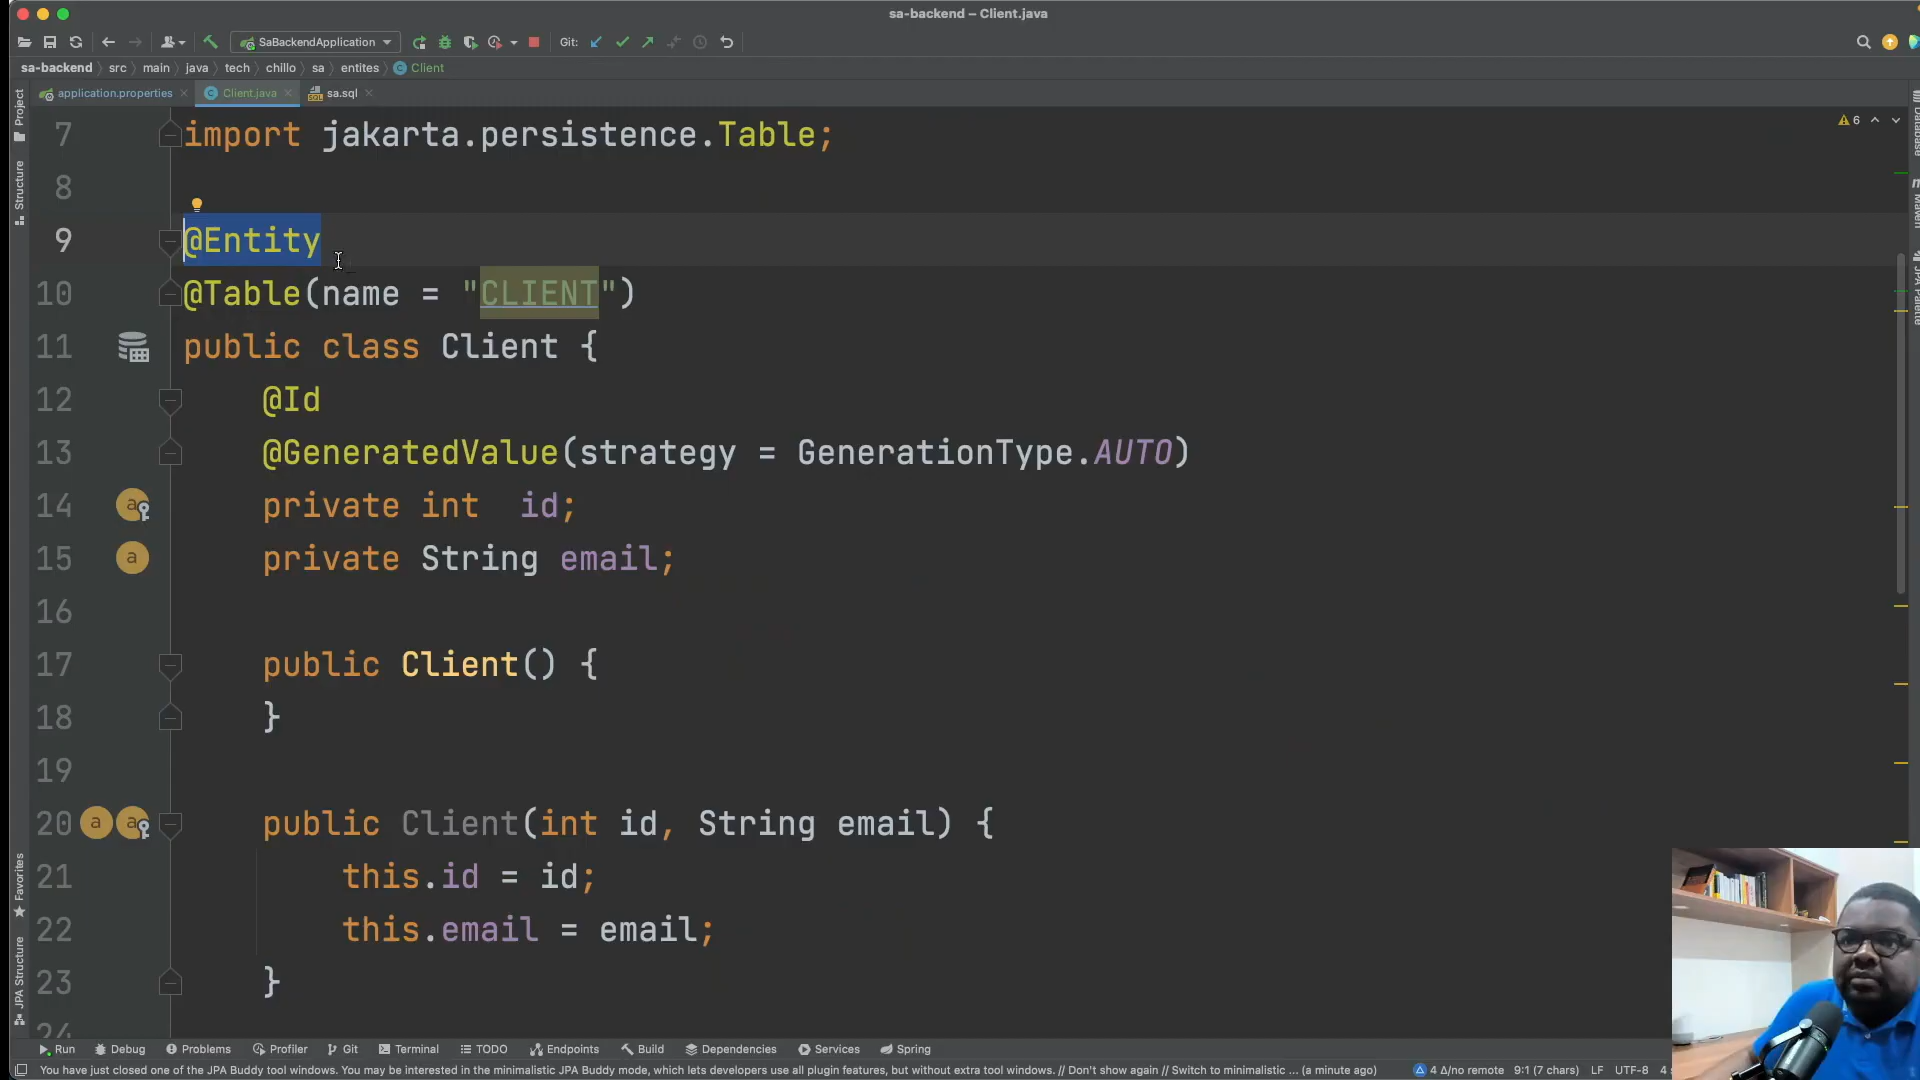 sa-backend – Client.java
SaBackendApplication
Git:
sa-backend
src
main
java
tech
chillo
sa
entites
Client
application.properties
Client.java
sa.sql
Project
Structure
Favorites
JPA Structure
Database
Maven
JPA Palette
6
7 import jakarta.persistence.Table;
8
9 @Entity
10 @Table(name = "CLIENT")
11 public class Client {
12 @Id
13 @GeneratedValue(strategy = GenerationType.AUTO)
14 private int  id;
15 private String email;
16
17 public Client() {
18 }
19
20 public Client(int id, String email) {
21 this.id = id;
22 this.email = email;
23 }
24
Run
Debug
Problems
Profiler
Git
Terminal
TODO
Endpoints
Build
Dependencies
Services
Spring
You have just closed one of the JPA Buddy tool windows. You may be interested in the minimalistic JPA Buddy mode, which lets developers use all plugin features, but without extra tool windows. // Don't show again // Switch to minimalistic ... (a minute ago)
4 Δ/no remote
9:1 (7 chars)
LF
UTF-8